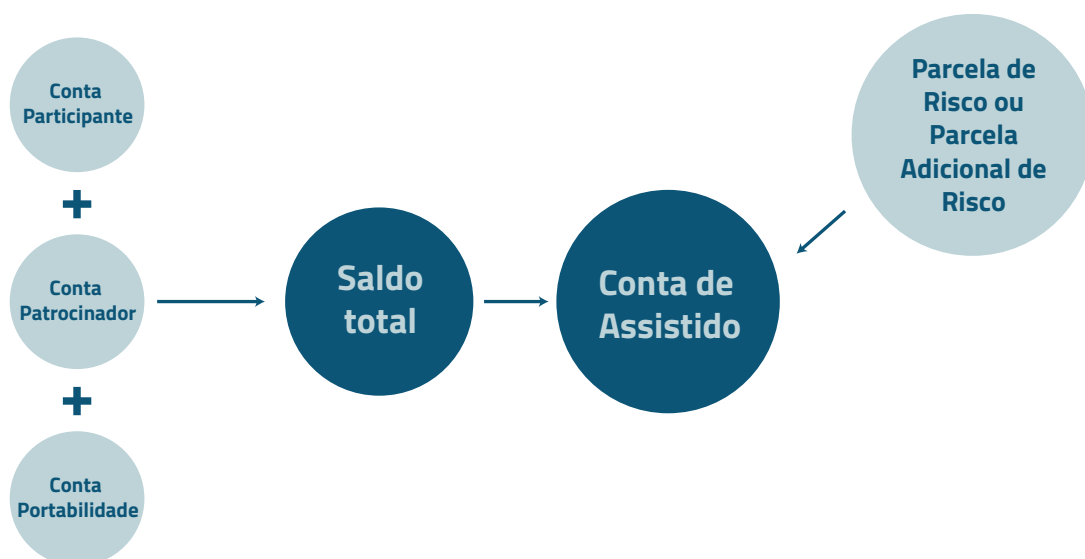 Conta
Participante
+
Conta
Patrocinador
+
Conta
Portabilidade
Saldo
total
Conta de
Assistido
Parcela de
Risco ou
Parcela
Adicional de
Risco